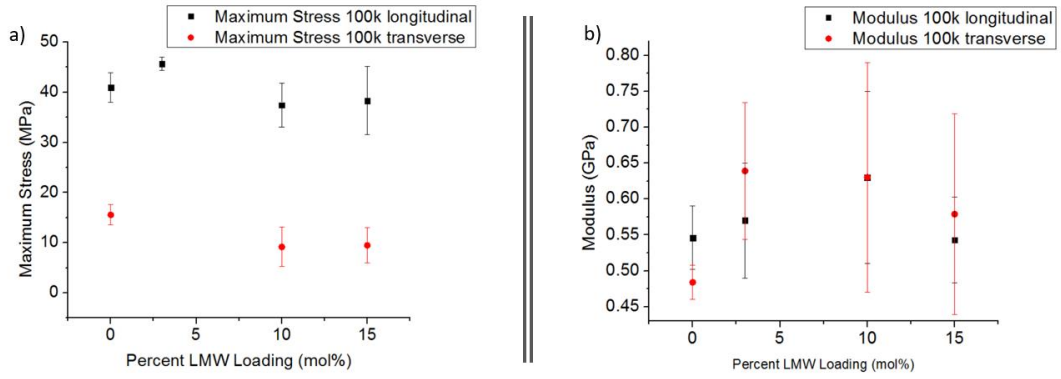 a)
Maximum Stress 100k longitudinal
Maximum Stress 100k transverse
50
40
30
20
10
0
Maximum Stress (MPa)
0 5 10 15
Percent LMW Loading (mol%)
b)
Modulus 100k longitudinal
Modulus 100k transverse
0.80
0.75
0.70
0.65
0.60
0.55
0.50
0.45
Modulus (GPa)
0 5 10 15
Percent LMW Loading (mol%)